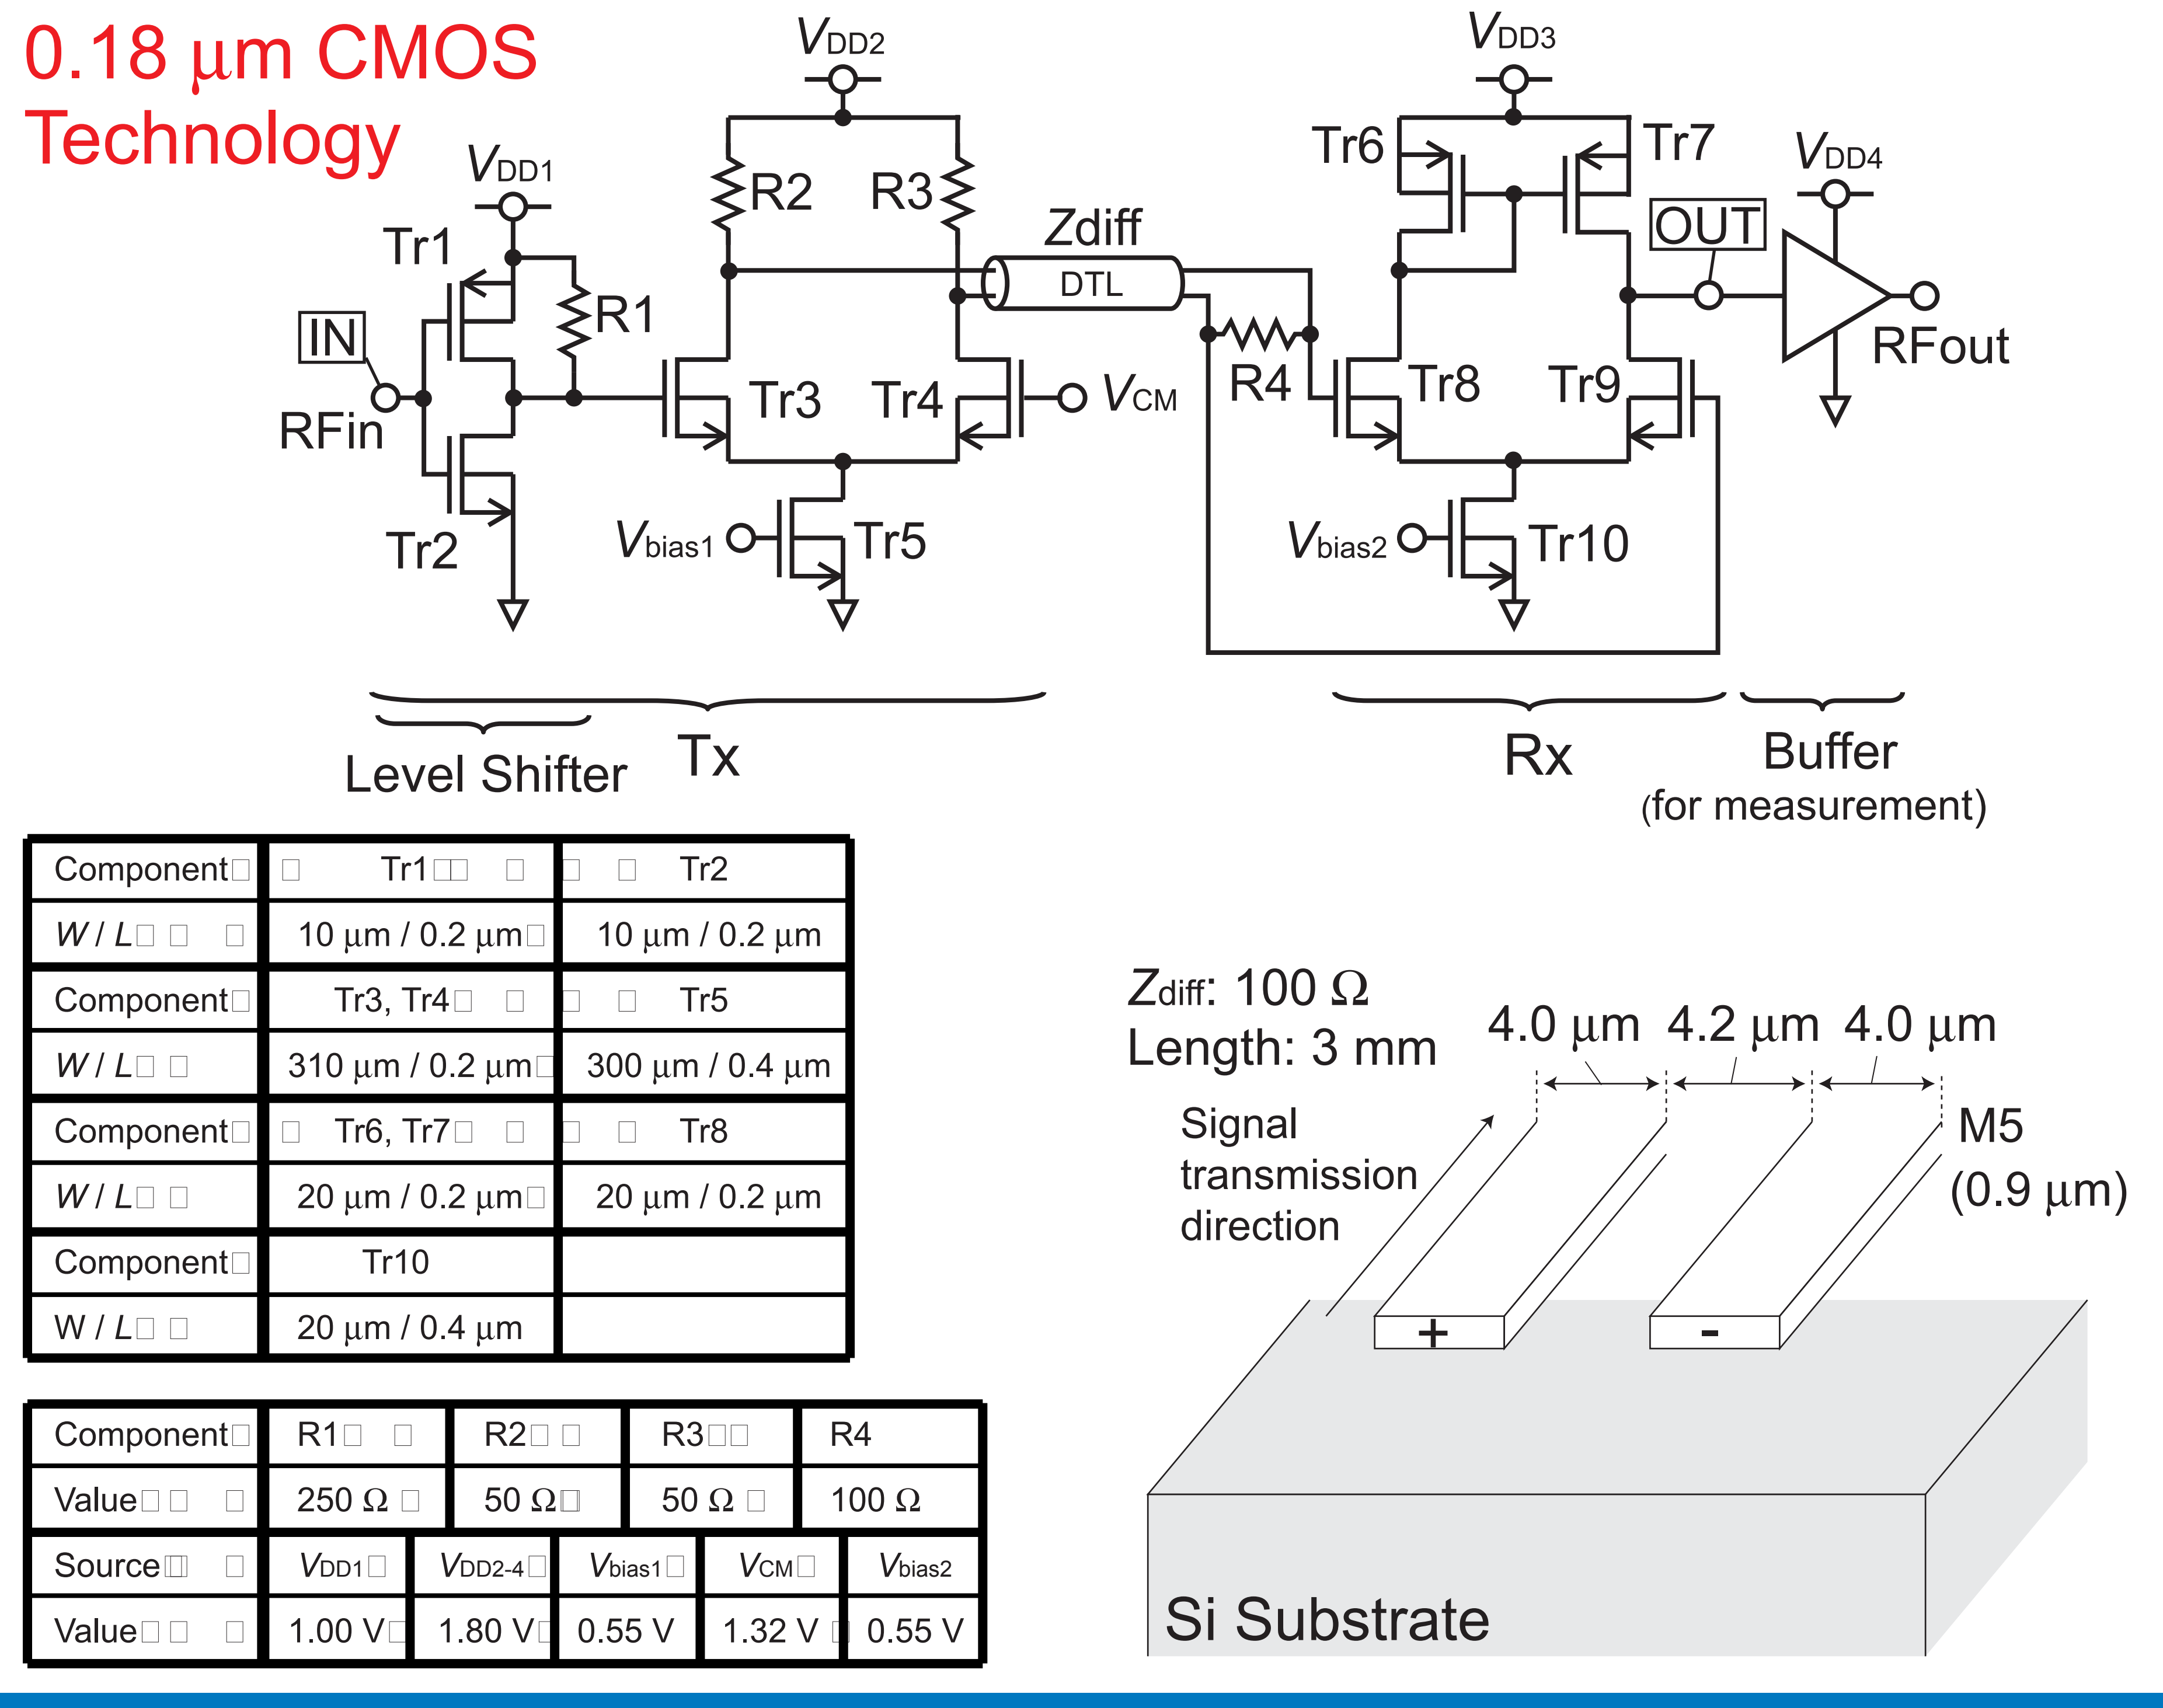 0.18 μm CMOS
Technology
VDD1
VDD2
VDD3
VDD4
Tr1
IN
RFin
Tr2
R1
R2
R3
Tr3
Tr4
VCM
Vbias1
Tr5
Zdiff
DTL
R4
Tr6
Tr7
OUT
RFout
Tr8
Tr9
Vbias2
Tr10
Level Shifter
Tx
Rx
Buffer
(for measurement)
Component Tr1 Tr2
W / L 10 μm / 0.2 μm 10 μm / 0.2 μm
Component Tr3, Tr4 Tr5
W / L 310 μm / 0.2 μm 300 μm / 0.4 μm
Component Tr6, Tr7 Tr8
W / L 20 μm / 0.2 μm 20 μm / 0.2 μm
Component Tr10
W / L 20 μm / 0.4 μm
Component R1 R2 R3 R4
Value 250 Ω 50 Ω 50 Ω 100 Ω
Source VDD1 VDD2-4 Vbias1 VCM Vbias2
Value 1.00 V 1.80 V 0.55 V 1.32 V 0.55 V
Zdiff: 100 Ω
Length: 3 mm
4.0 μm 4.2 μm 4.0 μm
Signal
transmission
direction
M5
(0.9 μm)
+ -
Si Substrate